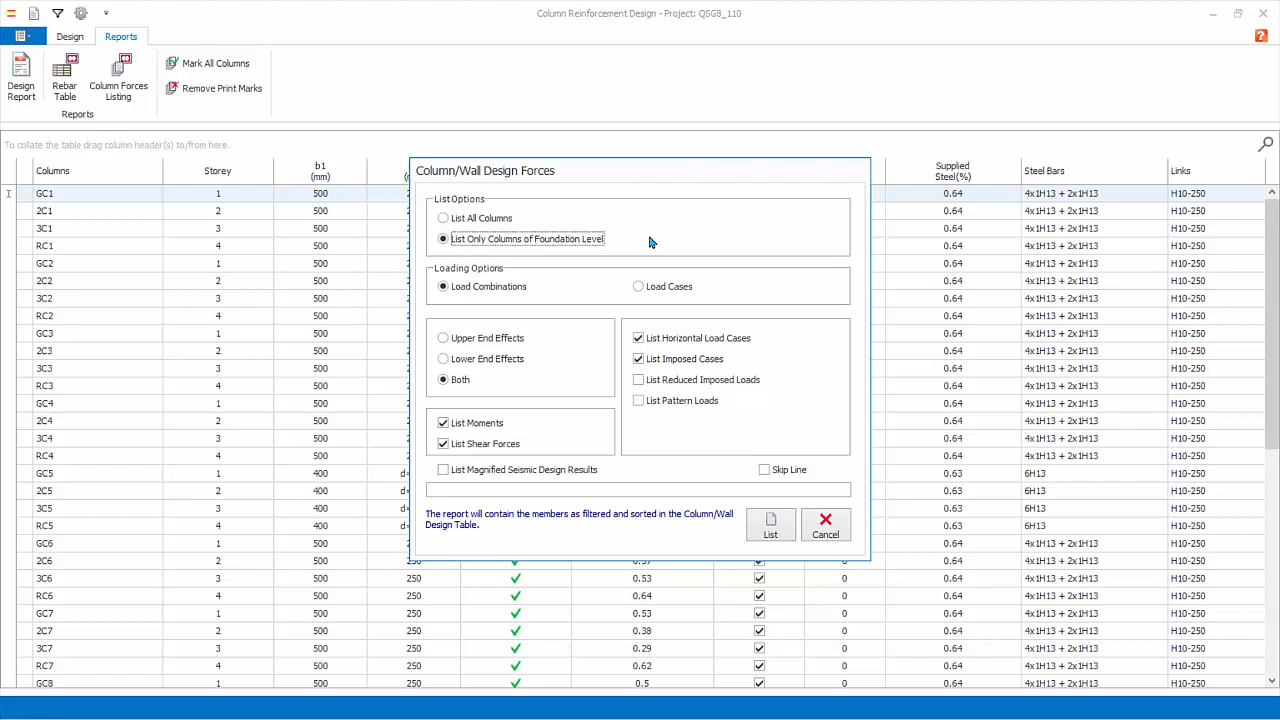 Column Reinforcement Design - Project: QSG8_110
Design
Reports
Design Report
Rebar Table
Column Forces Listing
Mark All Columns
Remove Print Marks
Reports
To collate the table drag column header(s) to/from here.
Columns Storey b1 (mm) Supplied Steel(%) Steel Bars Links
GC1 1 500 0.64 4x1H13 + 2x1H13 H10-250
2C1 2 500 0.64 4x1H13 + 2x1H13 H10-250
3C1 3 500 0.64 4x1H13 + 2x1H13 H10-250
RC1 4 500 0.64 4x1H13 + 2x1H13 H10-250
GC2 1 500 0.64 4x1H13 + 2x1H13 H10-250
2C2 2 500 0.64 4x1H13 + 2x1H13 H10-250
3C2 3 500 0.64 4x1H13 + 2x1H13 H10-250
RC2 4 500 0.64 4x1H13 + 2x1H13 H10-250
GC3 1 500 0.64 4x1H13 + 2x1H13 H10-250
2C3 2 500 0.64 4x1H13 + 2x1H13 H10-250
3C3 3 500 0.64 4x1H13 + 2x1H13 H10-250
RC3 4 500 0.64 4x1H13 + 2x1H13 H10-250
GC4 1 500 0.64 4x1H13 + 2x1H13 H10-250
2C4 2 500 0.64 4x1H13 + 2x1H13 H10-250
3C4 3 500 0.64 4x1H13 + 2x1H13 H10-250
RC4 4 500 0.64 4x1H13 + 2x1H13 H10-250
GC5 1 400 d= 0.63 6H13 H10-250
2C5 2 400 d= 0.63 6H13 H10-250
3C5 3 400 d= 0.63 6H13 H10-250
RC5 4 400 d= 0.63 6H13 H10-250
GC6 1 500 0.64 4x1H13 + 2x1H13 H10-250
2C6 2 500 250 0.57 0 0.64 4x1H13 + 2x1H13 H10-250
3C6 3 500 250 0.53 0 0.64 4x1H13 + 2x1H13 H10-250
RC6 4 500 250 0.64 0 0.64 4x1H13 + 2x1H13 H10-250
GC7 1 500 250 0.53 0 0.64 4x1H13 + 2x1H13 H10-250
2C7 2 500 250 0.38 0 0.64 4x1H13 + 2x1H13 H10-250
3C7 3 500 250 0.29 0 0.64 4x1H13 + 2x1H13 H10-250
RC7 4 500 250 0.62 0 0.64 4x1H13 + 2x1H13 H10-250
GC8 1 500 250 0.5 0 0.64 4x1H13 + 2x1H13 H10-250
Column/Wall Design Forces
List Options
List All Columns
List Only Columns of Foundation Level
Loading Options
Load Combinations
Load Cases
Upper End Effects
Lower End Effects
Both
List Horizontal Load Cases
List Imposed Cases
List Reduced Imposed Loads
List Pattern Loads
List Moments
List Shear Forces
List Magnified Seismic Design Results
Skip Line
The report will contain the members as filtered and sorted in the Column/Wall
Design Table.
List
Cancel